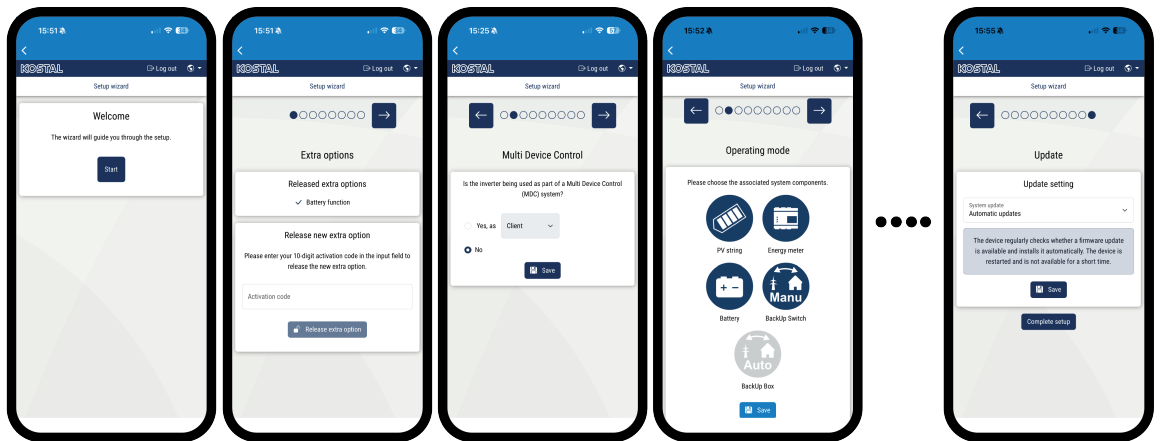 15:51
54
KOSTAL
Log out
Setup wizard
Welcome
The wizard will guide you through the setup.
Start
15:51
54
KOSTAL
Log out
Setup wizard
Extra options
Released extra options
Battery function
Release new extra option
Please enter your 10-digit activation code in the input field to
release the new extra option.
Activation code
Release extra option
15:25
KOSTAL
Log out
Setup wizard
Multi Device Control
Is the inverter being used as part of a Multi Device Control
(MDC) system?
Yes, as
Client
No
Save
15:52
KOSTAL
Log out
Setup wizard
Operating mode
Please choose the associated system components.
PV string
Energy meter
Manu
Battery
BackUp Switch
Auto
BackUp Box
Save
15:55
KOSTAL
Log out
Setup wizard
Update
Update setting
System update
Automatic updates
The device regularly checks whether a firmware update
is available and installs it automatically. The device is
restarted and is not available for a short time.
Save
Complete setup